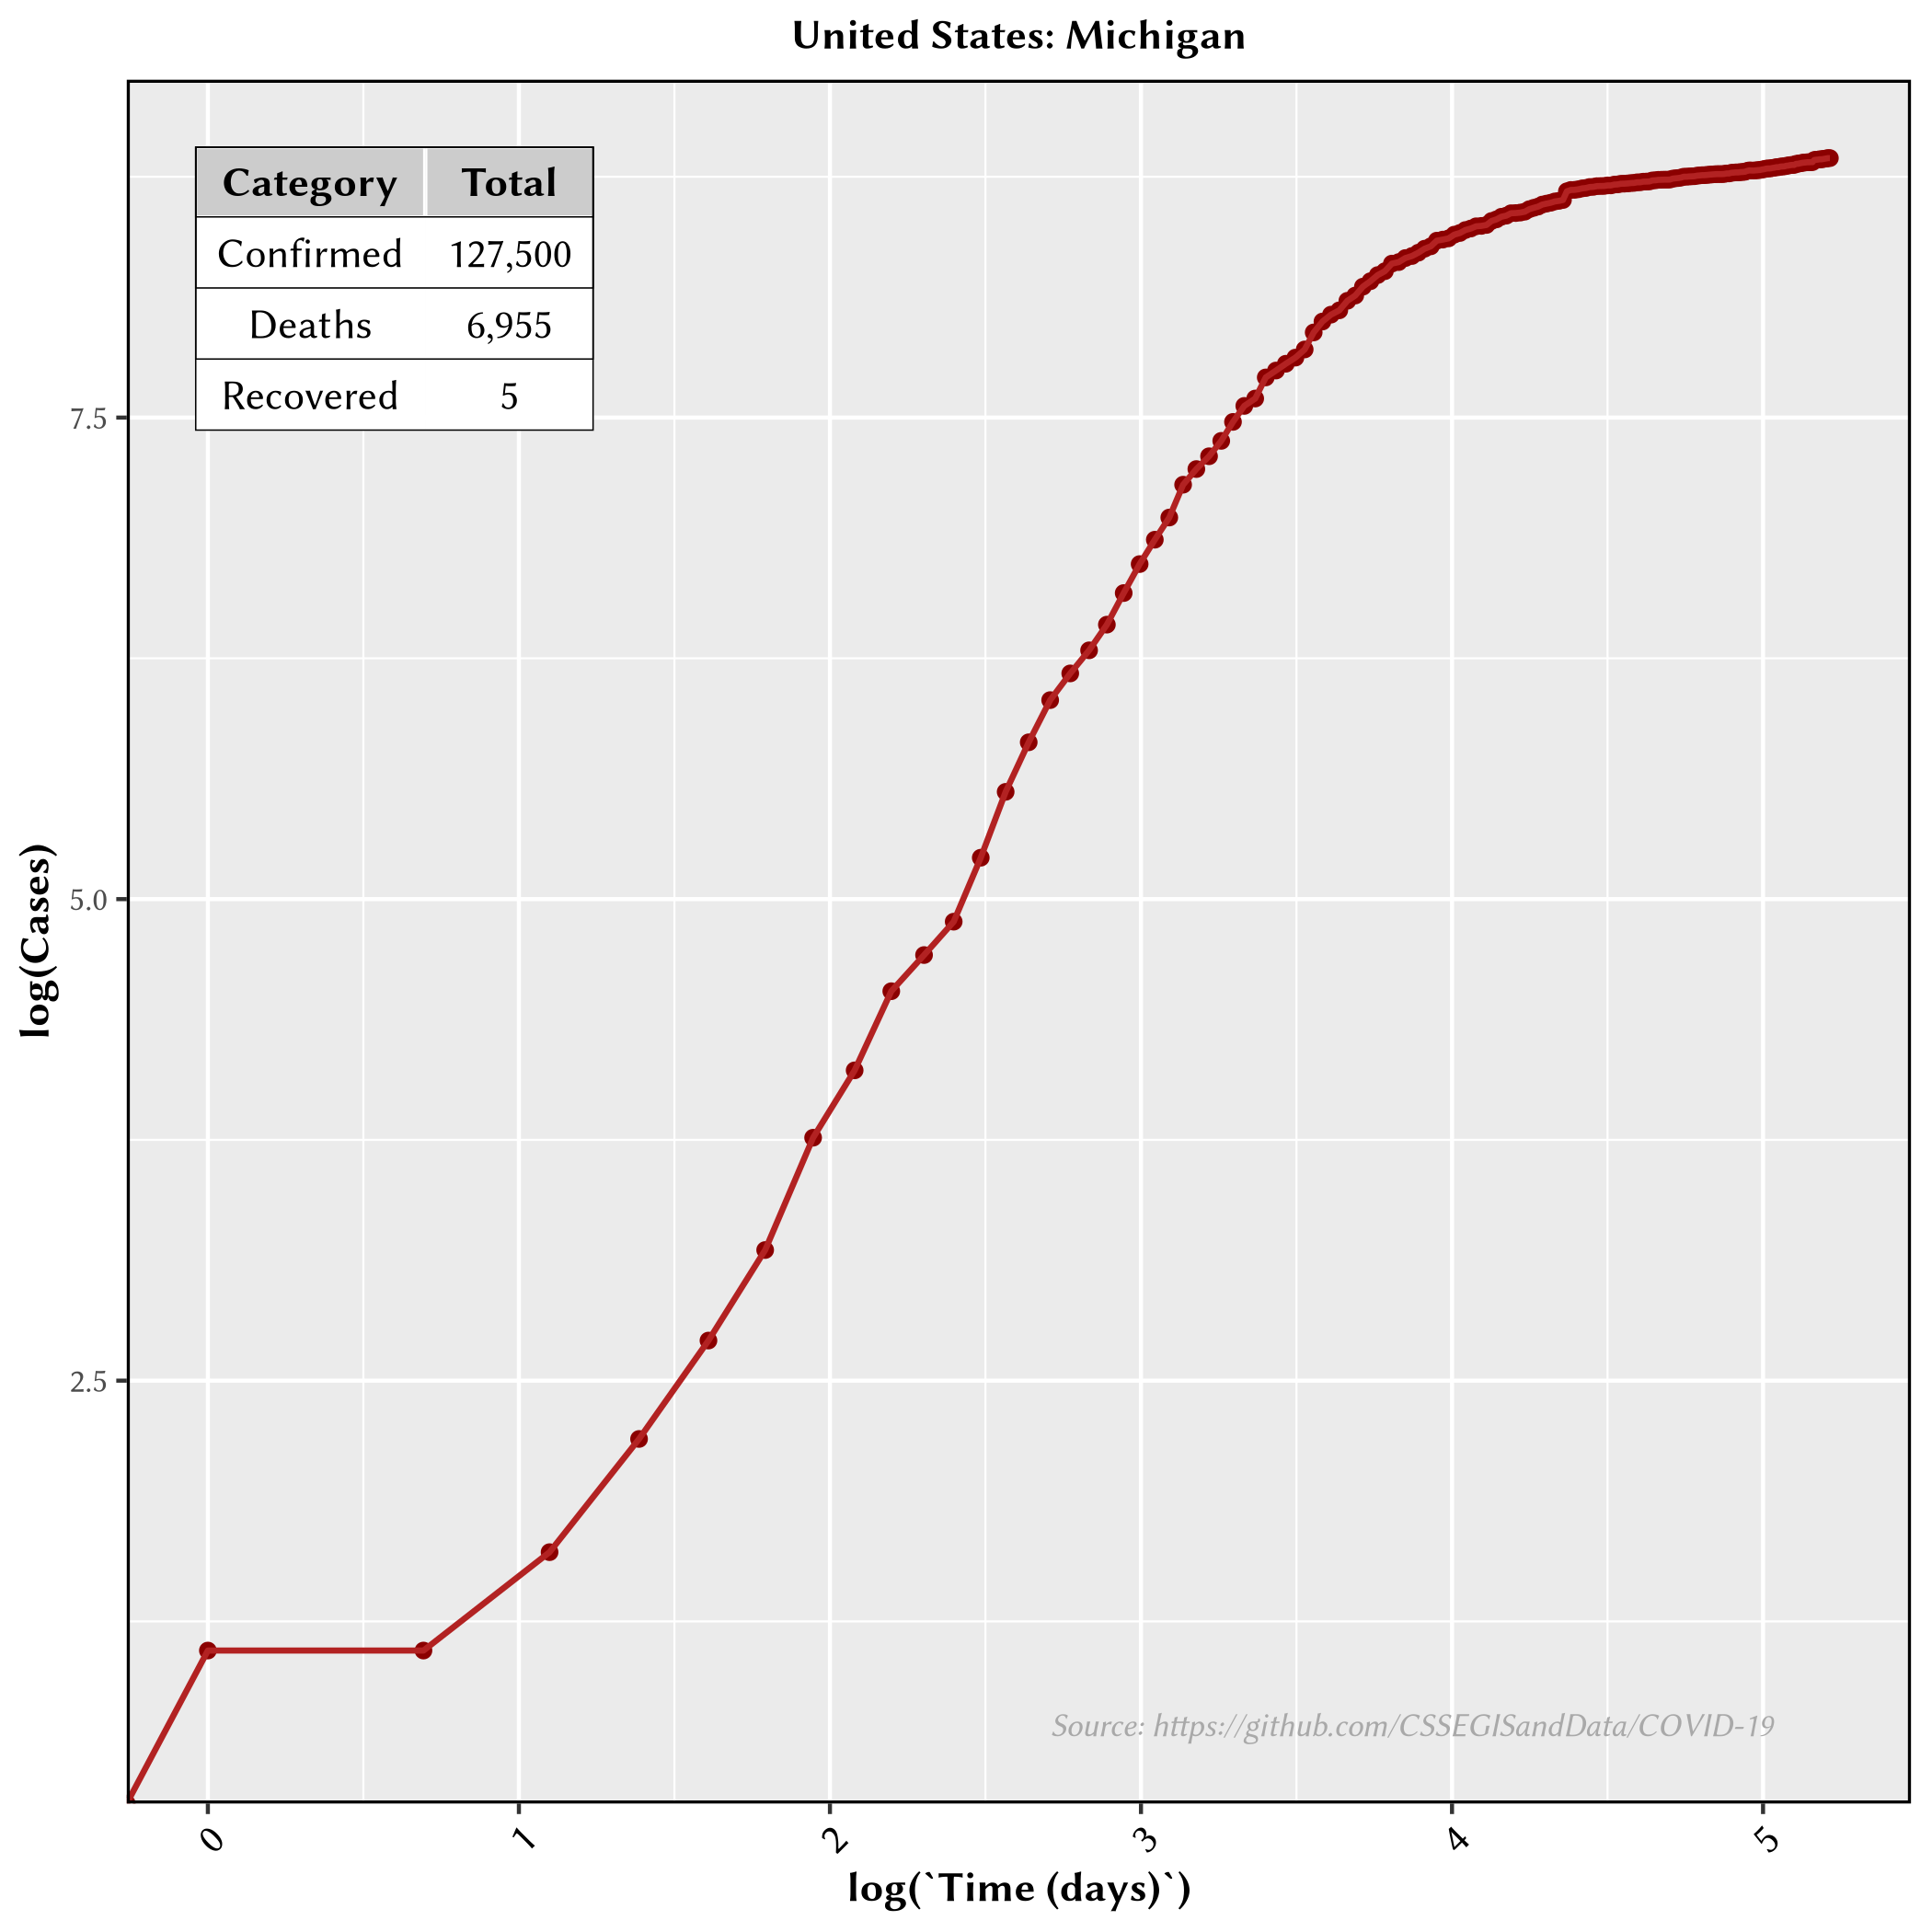 United States: Michigan
Category Total
Confirmed 127,500
Deaths 6,955
Recovered 5
7.5
5.0
2.5
log(Cases)
Source: https://github.com/CSSEGISandData/COVID-19
0 1 2 3 4 5
log(`Time (days)`)